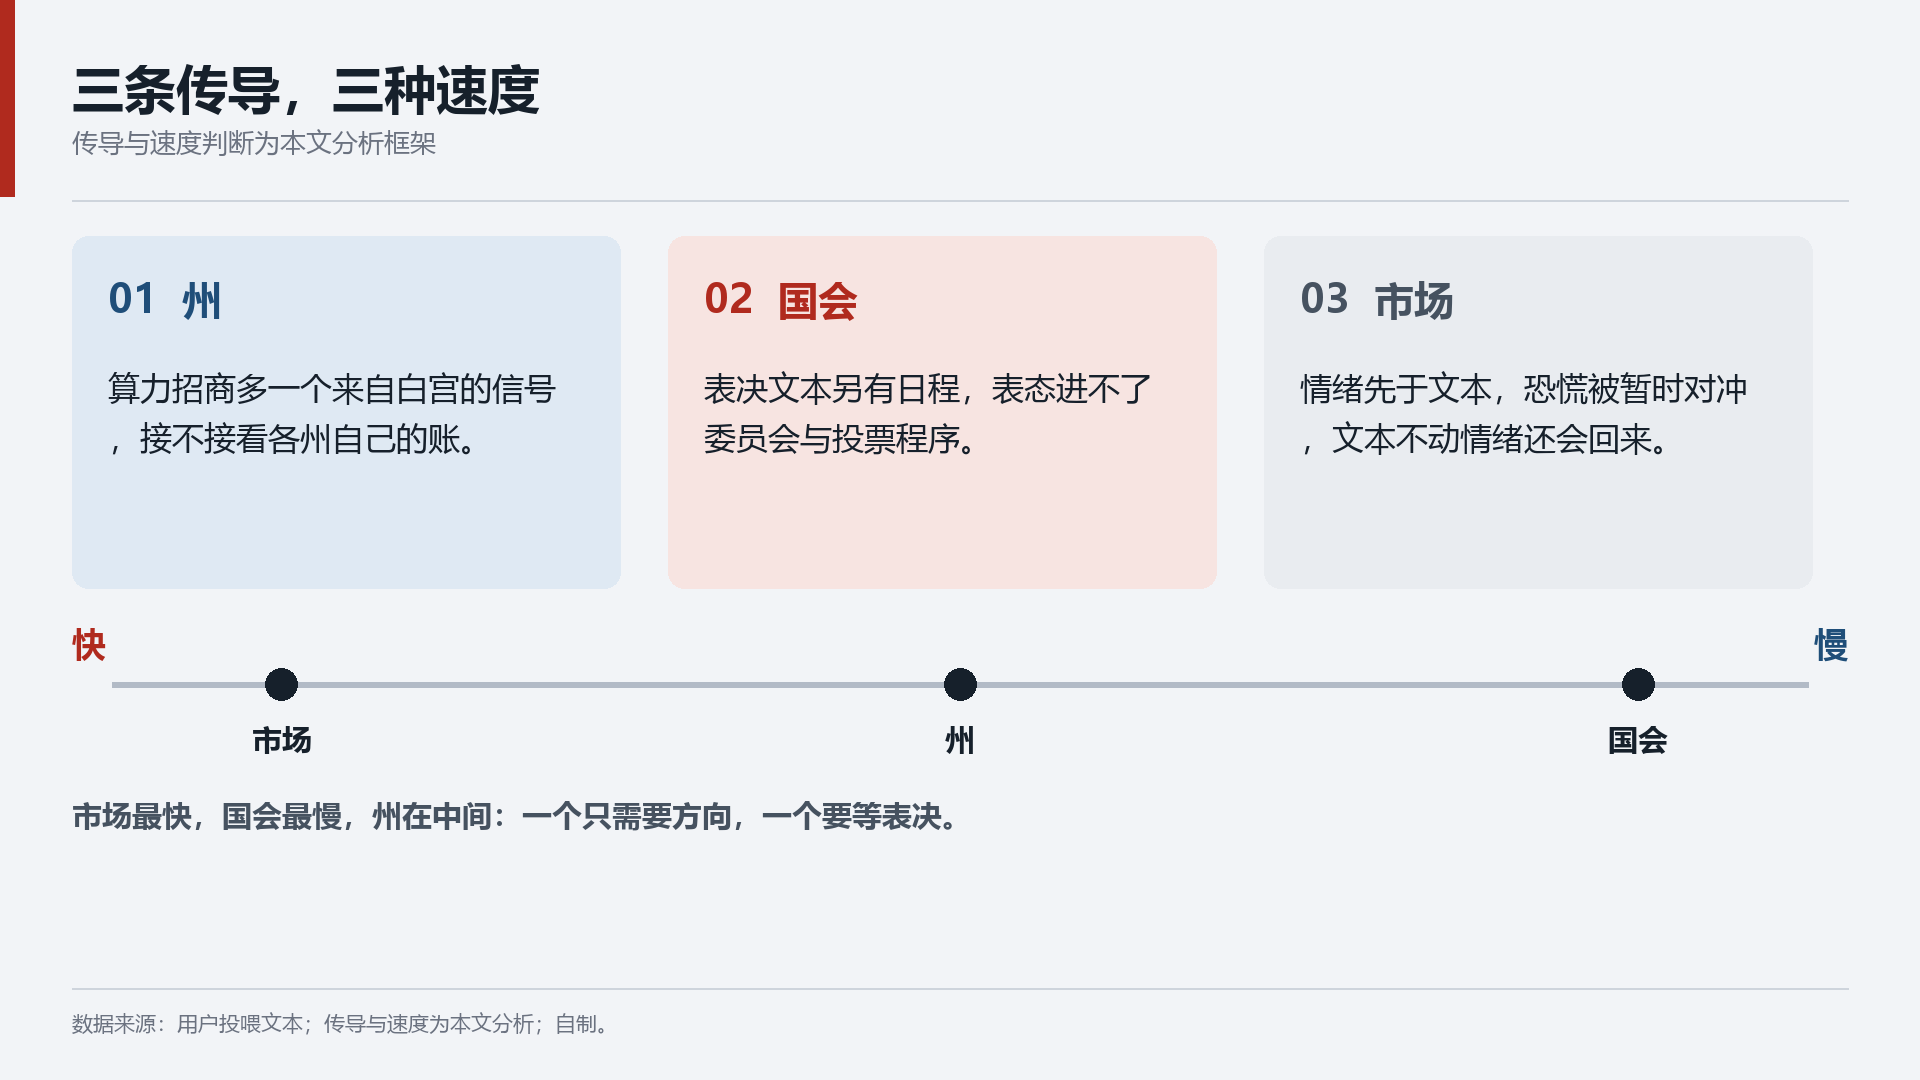 三条传导，三种速度
传导与速度判断为本文分析框架
01 州
算力招商多一个来自白宫的信号
，接不接看各州自己的账。
02 国会
表决文本另有日程，表态进不了
委员会与投票程序。
03 市场
情绪先于文本，恐慌被暂时对冲
，文本不动情绪还会回来。
快
慢
市场
州
国会
市场最快，国会最慢，州在中间：一个只需要方向，一个要等表决。
数据来源：用户投喂文本；传导与速度为本文分析；自制。